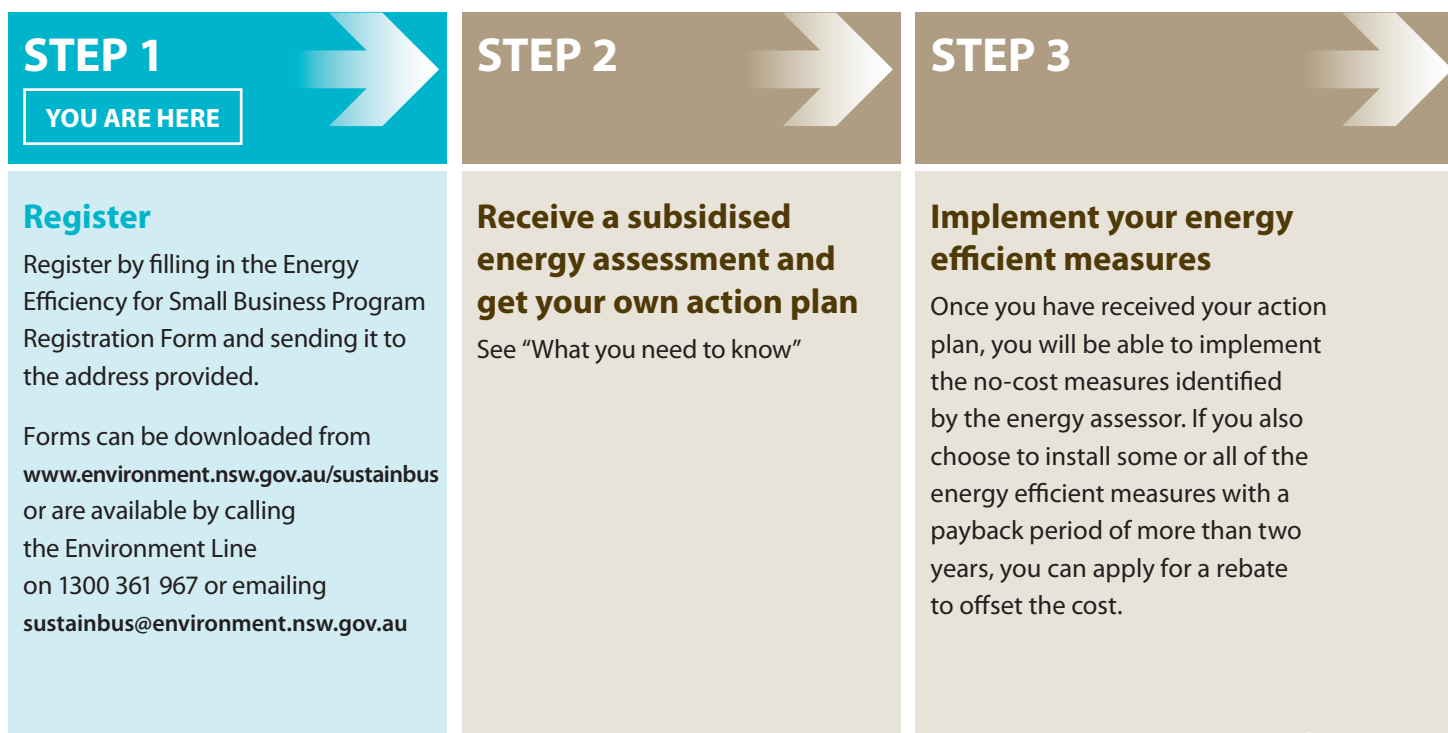 STEP 1
YOU ARE HERE
Register
Register by filling in the Energy
Efficiency for Small Business Program
Registration Form and sending it to
the address provided.
Forms can be downloaded from
www.environment.nsw.gov.au/sustainbus
or are available by calling
the Environment Line
on 1300 361 967 or emailing
sustainbus@environment.nsw.gov.au
STEP 2
Receive a subsidised
energy assessment and
get your own action plan
See “What you need to know”
STEP 3
Implement your energy
efficient measures
Once you have received your action
plan, you will be able to implement
the no-cost measures identified
by the energy assessor. If you also
choose to install some or all of the
energy efficient measures with a
payback period of more than two
years, you can apply for a rebate
to offset the cost.